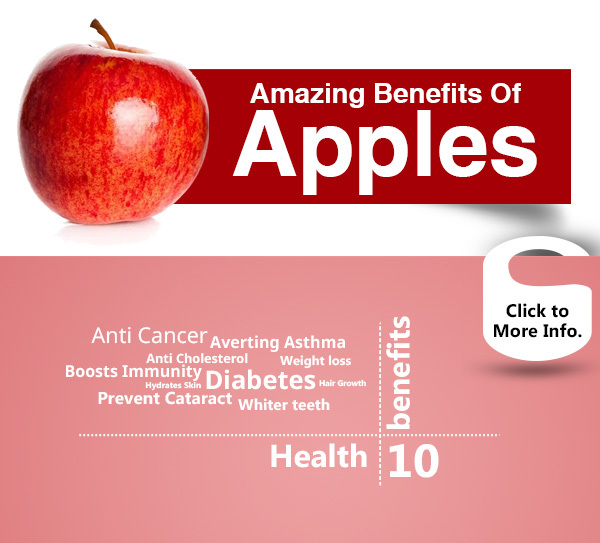 Amazing Benefits Of
Apples
Click to
More Info.
Anti Cancer
Averting Asthma
Anti Cholesterol
Weight loss
Boosts Immunity
Hydrates Skin
Diabetes
Hair Growth
Prevent Cataract
Whiter teeth
benefits
Health
10